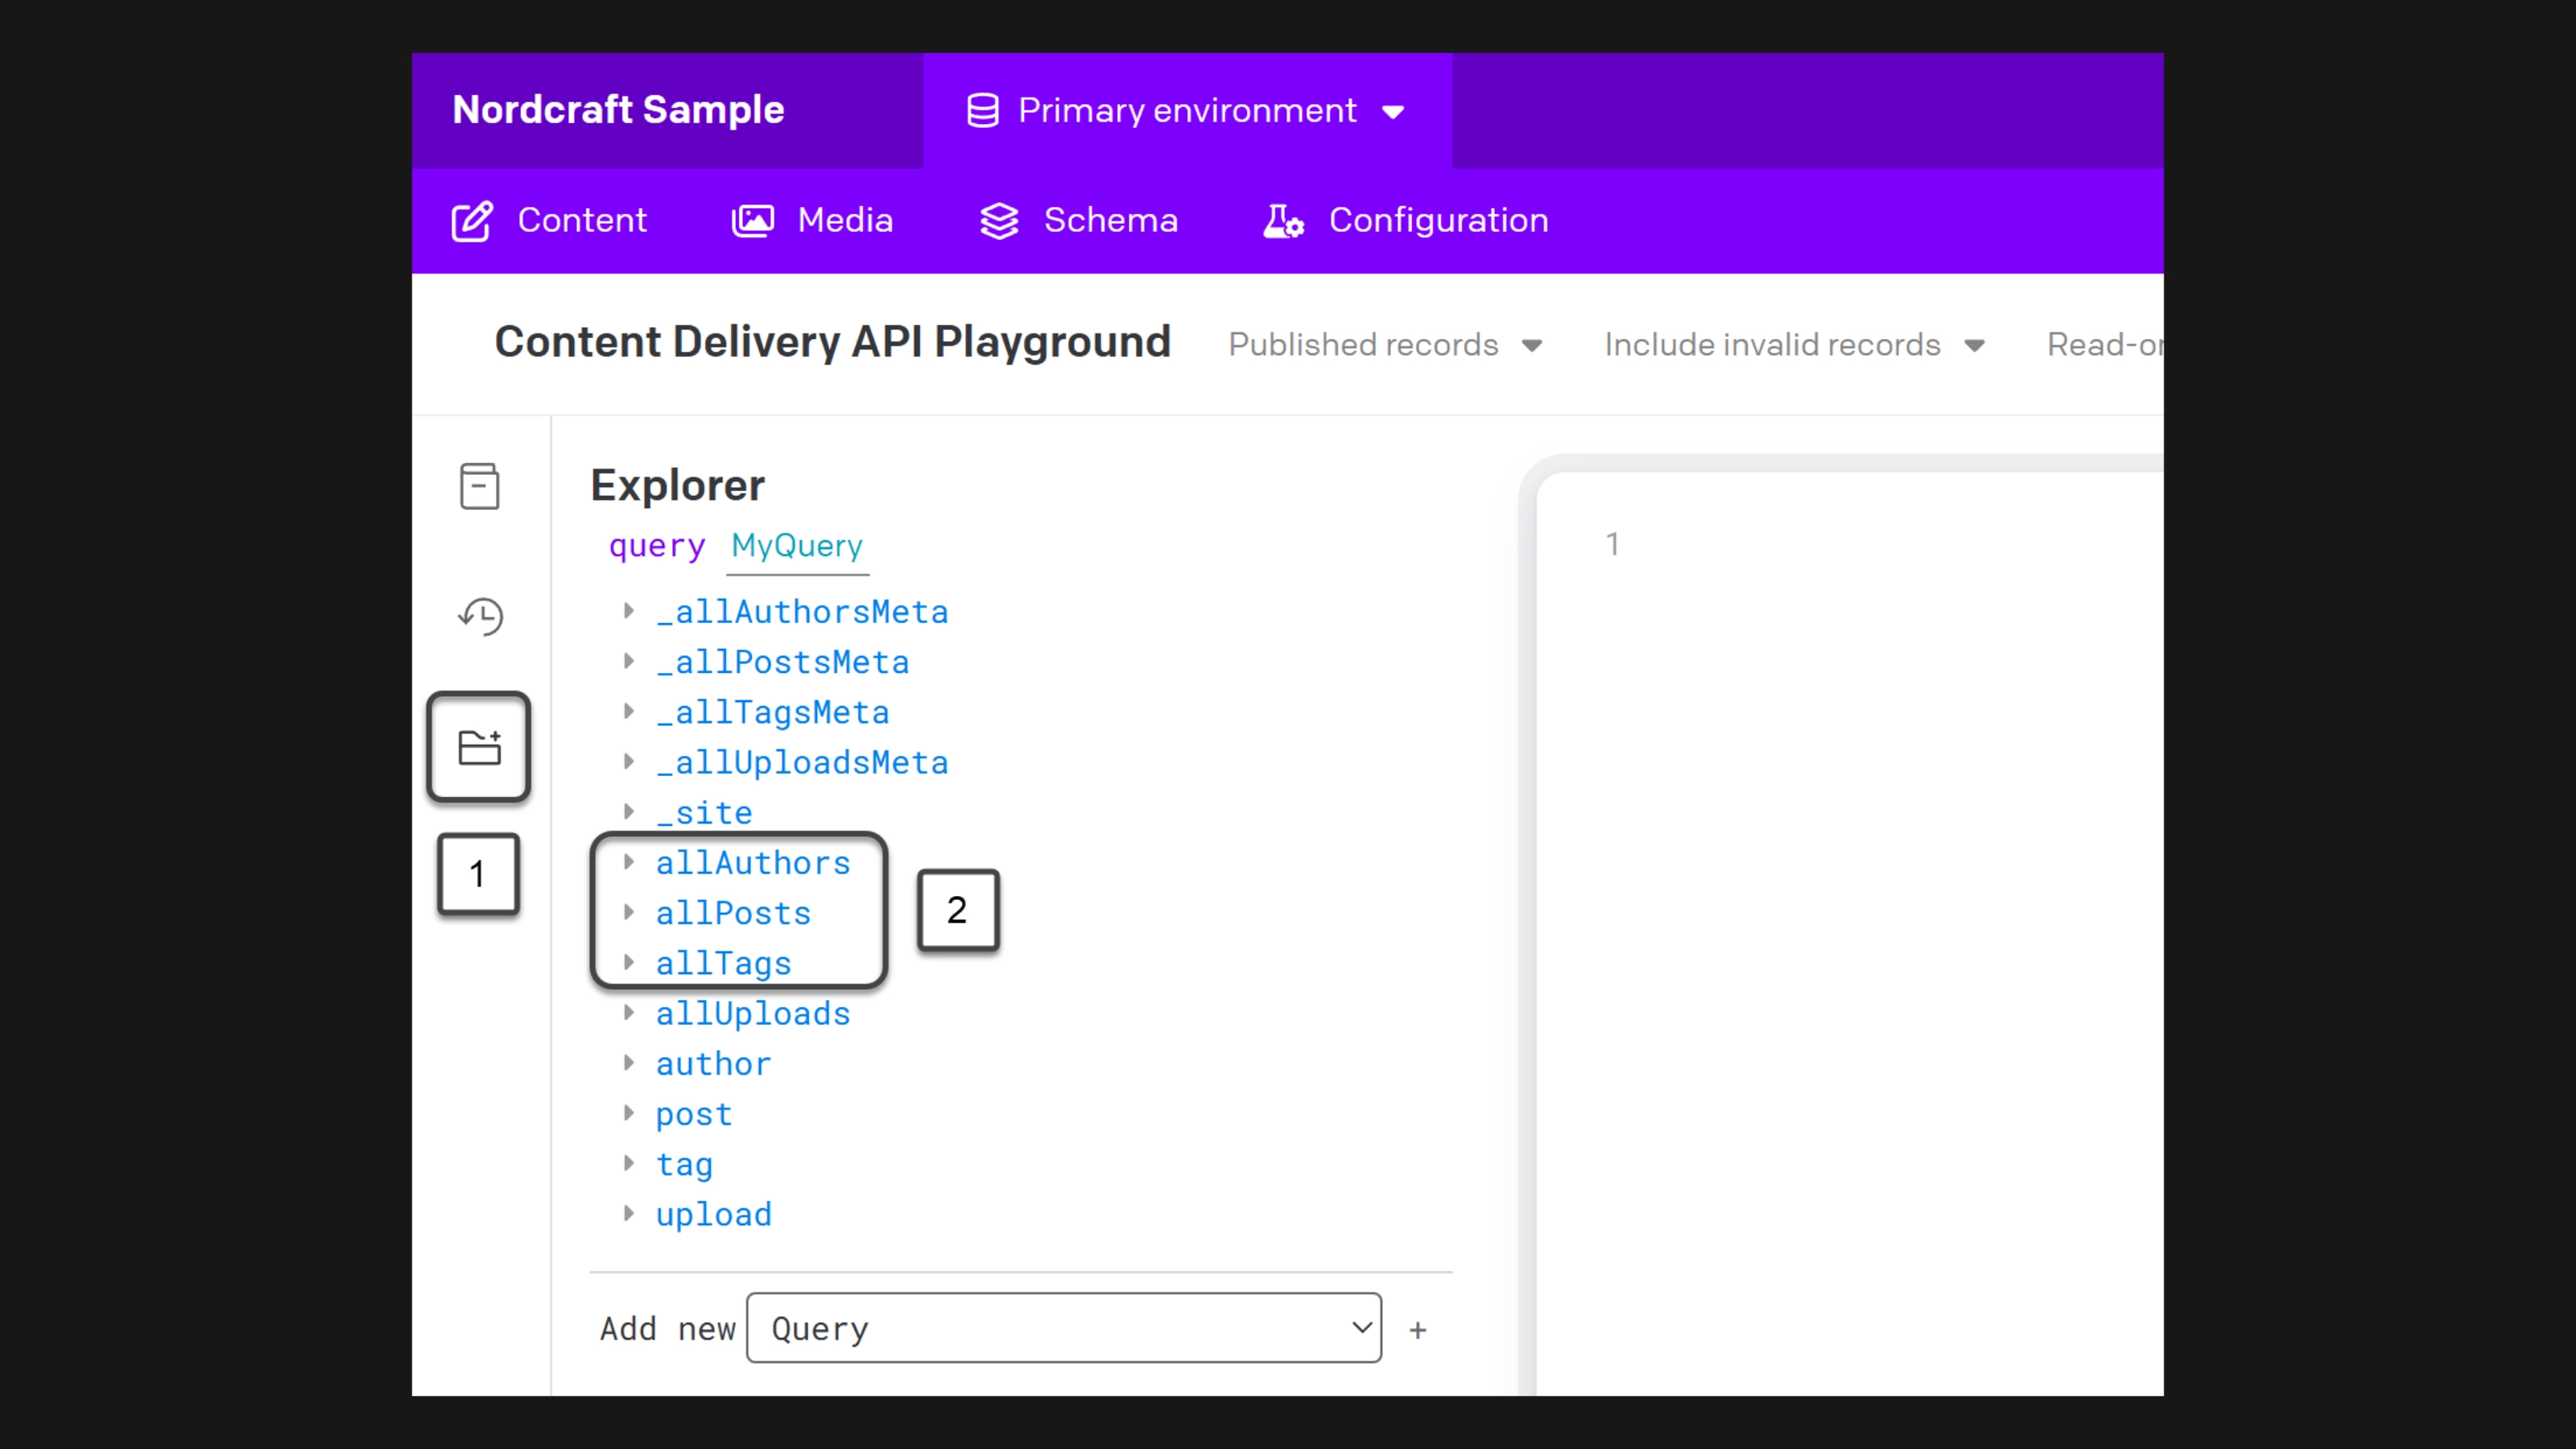 Nordcraft Sample
Primary environment
Content
Media
Schema
Configuration
Content Delivery API Playground
Published records
Include invalid records
Read-or
Explorer
query MyQuery
1
_allAuthorsMeta
_allPostsMeta
_allTagsMeta
_allUploadsMeta
_site
allAuthors
1
allPosts
2
allTags
allUploads
author
post
tag
upload
Add new Query +